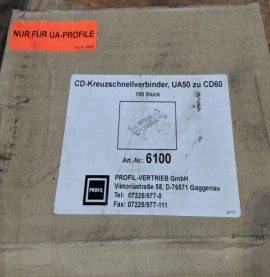 NUR FÜR UA-PROFILE
CD-Kreuzschnellverbinder, UA50 zu CD60
100 Stück
Art.-Nr.: 6100
PROFIL
PROFIL-VERTRIEB GmbH
Viktoriastraße 58, D-76571 Gaggenau
Tel: 07225/977-0
Fax: 07225/977-111